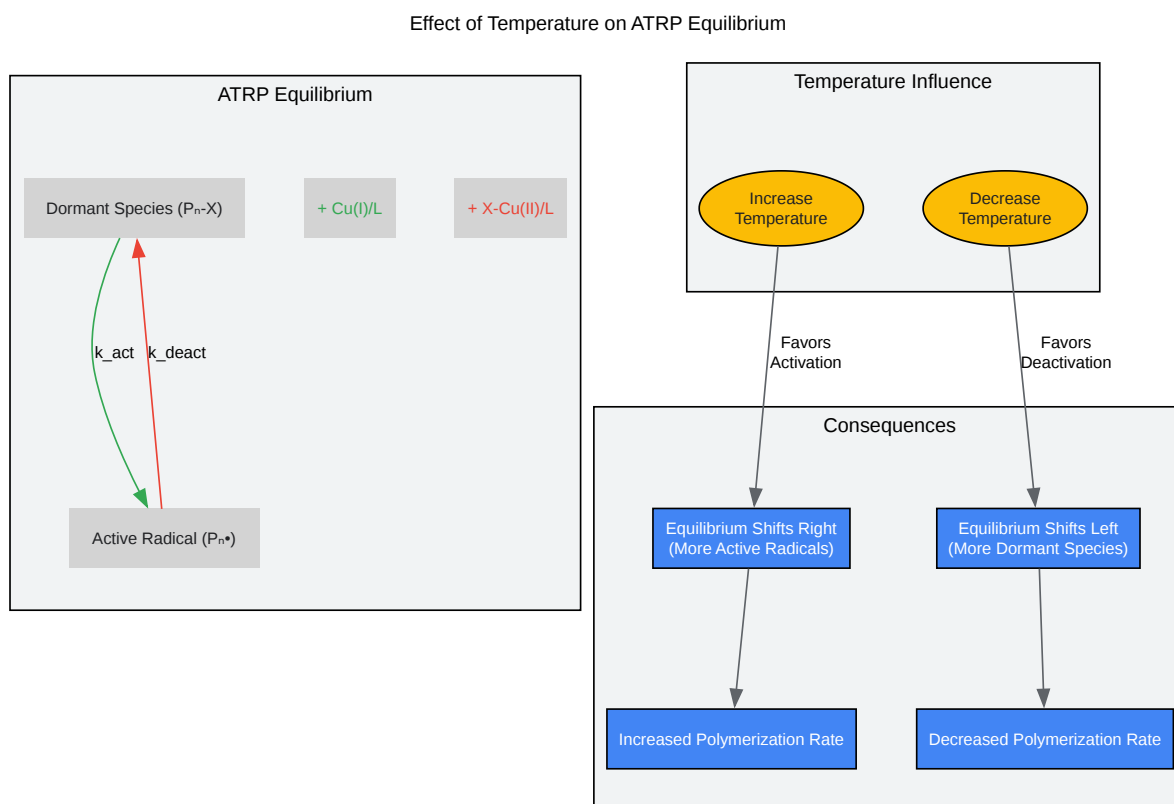 Effect of Temperature on ATRP Equilibrium
ATRP Equilibrium
Dormant Species (Pₙ-X)
+ Cu(I)/L
+ X-Cu(II)/L
k_act
k_deact
Active Radical (Pₙ•)
Temperature Influence
Increase
Temperature
Decrease
Temperature
Favors
Activation
Favors
Deactivation
Consequences
Equilibrium Shifts Right
(More Active Radicals)
Equilibrium Shifts Left
(More Dormant Species)
Increased Polymerization Rate
Decreased Polymerization Rate